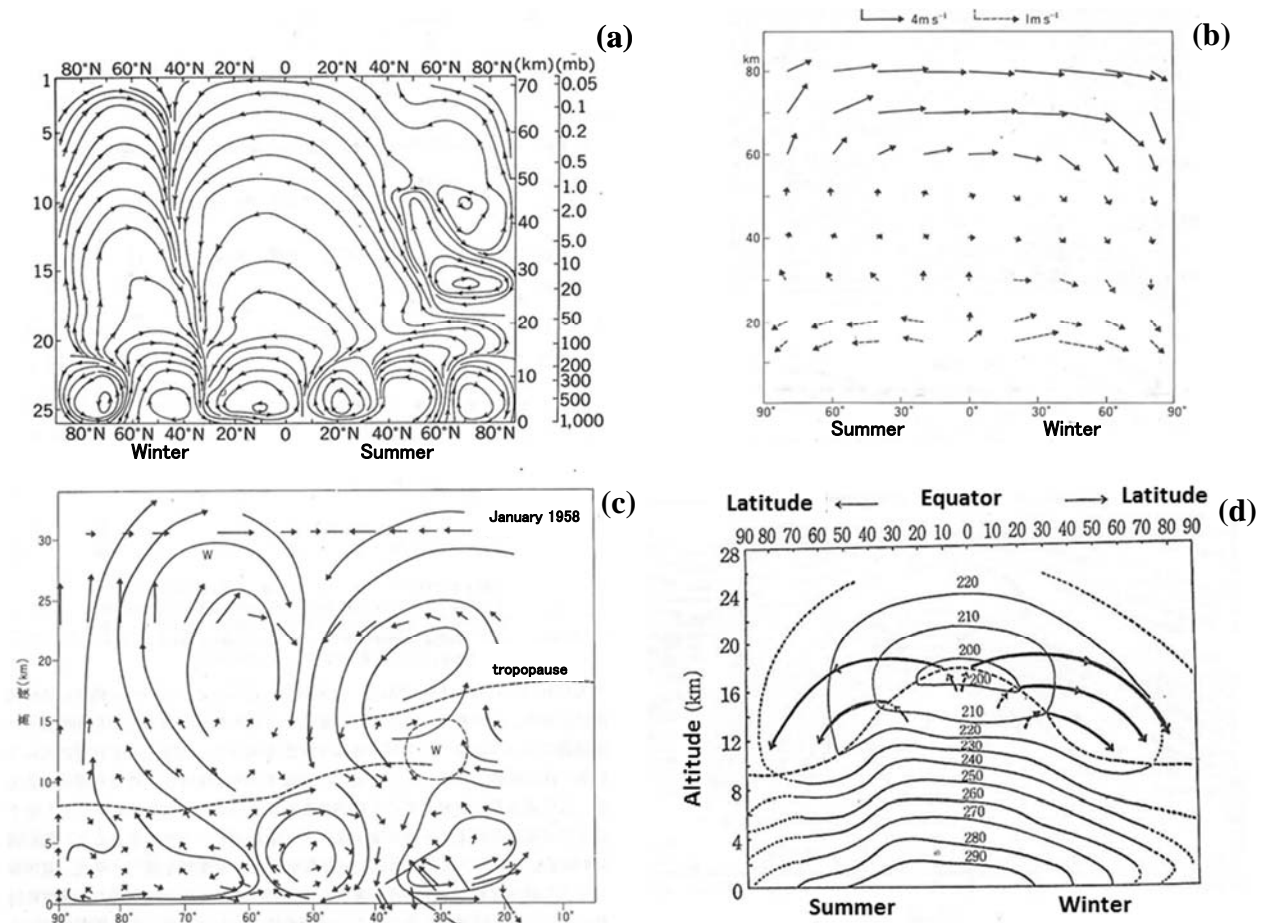 (a)
80°N 60°N 40°N 20°N 0 20°N 40°N 60°N 80°N (km) (mb)
1 70 0.05
0.1
5 60 0.2
0.5
50 1.0
10 2.0
40 5.0
15 30 10
20
20 20 50
100
200
10 300
500
25 0 1,000
80°N 60°N 40°N 20°N 0 20°N 40°N 60°N 80°N
Winter Summer
4m s⁻¹ 1m s⁻¹
(b)
km
80
60
40
20
90° 60° 30° 0° 30° 60° 90°
Summer Winter
(c)
January 1958
30
W
25
20
tropopause
高度(km)
15
W
10
5
0
90° 80 70 60 50 40 30 20 10°
Latitude Equator Latitude
(d)
90 80 70 60 50 40 30 20 10 0 10 20 30 40 50 60 70 80 90
28
24
20
16
12
8
4
0
Altitude (km)
220
210
200
200
210
220
230
240
250
260
270
280
290
Summer Winter